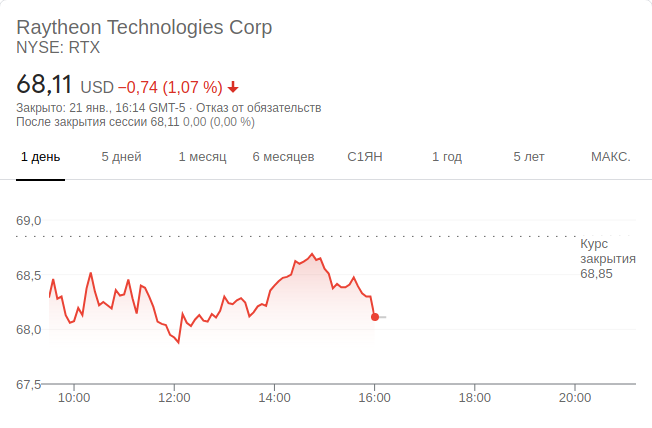 Raytheon Technologies Corp
NYSE: RTX
68,11 USD −0,74 (1,07 %)
Закрыто: 21 янв., 16:14 GMT-5 · Отказ от обязательств
После закрытия сессии 68,11 0,00 (0,00 %)
1 день 5 дней 1 месяц 6 месяцев С1ЯН 1 год 5 лет МАКС.
69,0
Курс
закрытия
68,85
68,5
68,0
67,5
10:00 12:00 14:00 16:00 18:00 20:00